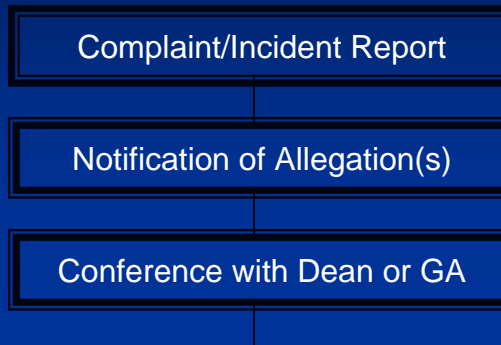 Complaint/Incident Report
Notification of Allegation(s)
Conference with Dean or GA